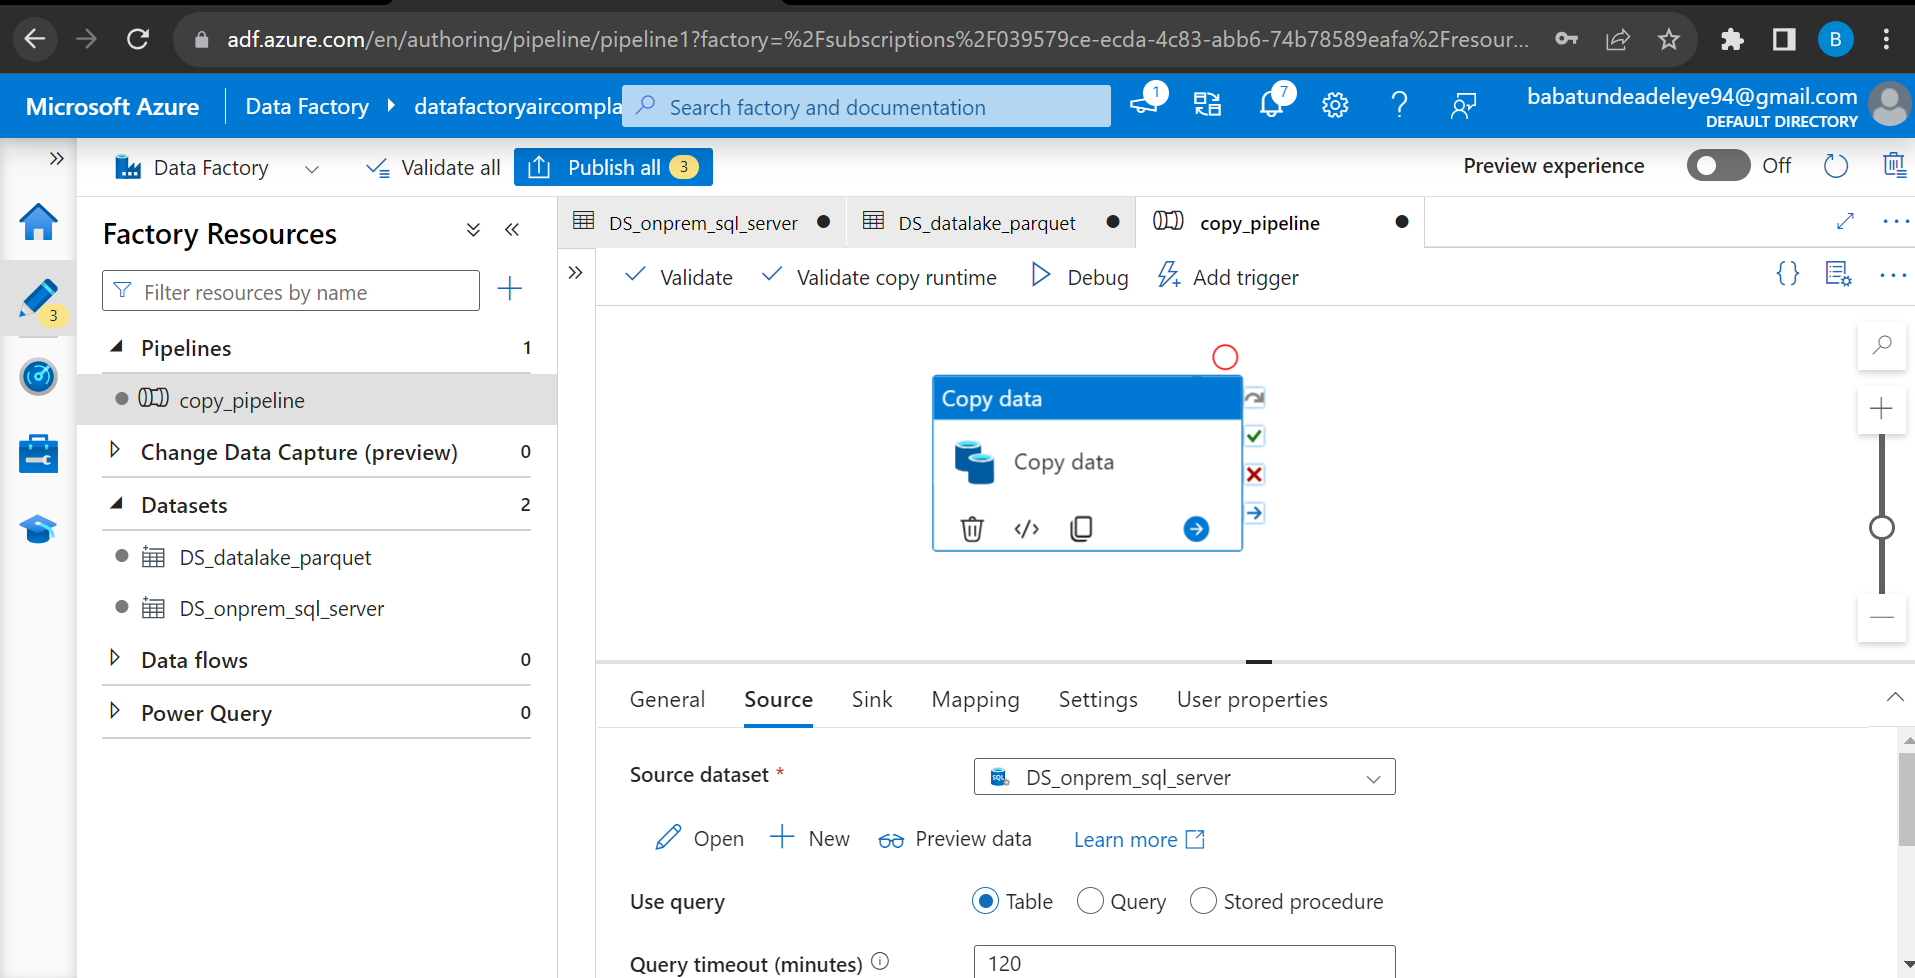 adf.azure.com/en/authoring/pipeline/pipeline1?factory=%2Fsubscriptions%2F039579ce-ecda-4c83-abb6-74b78589eafa%2Fresour...
B
Microsoft Azure
Data Factory
datafactoryaircompla
Search factory and documentation
1
7
?
babatundeadeleye94@gmail.com
DEFAULT DIRECTORY
Data Factory
Validate all
Publish all 3
Preview experience
Off
3
Factory Resources
Filter resources by name
Pipelines 1
copy_pipeline
Change Data Capture (preview) 0
Datasets 2
DS_datalake_parquet
DS_onprem_sql_server
Data flows 0
Power Query 0
DS_onprem_sql_server
DS_datalake_parquet
copy_pipeline
Validate
Validate copy runtime
Debug
Add trigger
{}
Copy data
Copy data
</>
General
Source
Sink
Mapping
Settings
User properties
Source dataset *
SQL
DS_onprem_sql_server
Open
New
Preview data
Learn more
Use query
Table
Query
Stored procedure
Query timeout (minutes)
120